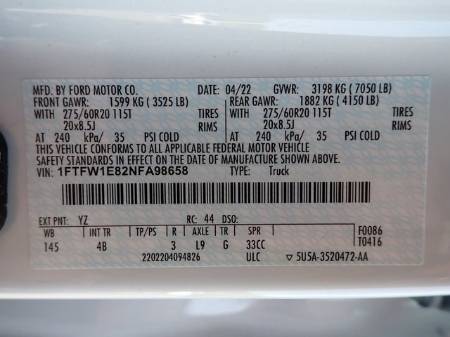 MFD. BY FORD MOTOR CO. DATE: 04/22 GVWR: 3198 KG ( 7050 LB)
FRONT GAWR: 1599 KG ( 3525 LB) REAR GAWR: 1882 KG ( 4150 LB)
WITH 275/60R20 115T TIRES WITH 275/60R20 115T TIRES
20x8.5J RIMS 20x8.5J RIMS
AT 240 kPa/ 35 PSI COLD AT 240 kPa/ 35 PSI COLD
THIS VEHICLE CONFORMS TO ALL APPLICABLE FEDERAL MOTOR VEHICLE
SAFETY STANDARDS IN EFFECT ON THE DATE OF MANUFACTURE SHOWN ABOVE.
VIN: 1FTFW1E82NFA98658 TYPE: Truck
EXT PNT: YZ RC: 44 DSO: F0086
WB INT TR TP/PS R AXLE TR SPR T0416
145 4B 3 L9 G 33CC
2202204094826 ULC 5U5A-3520472-AA